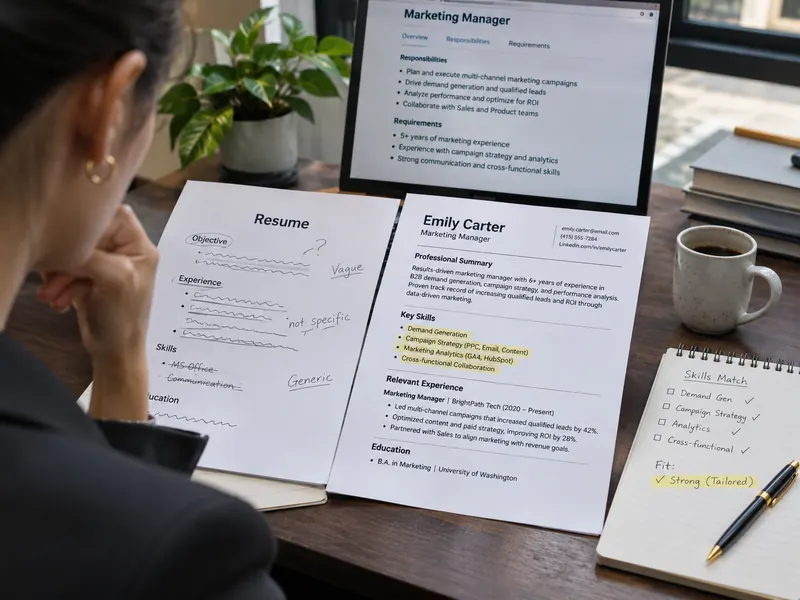 Marketing Manager
Overview Responsibilities Requirements
Responsibilities
• Plan and execute multi-channel marketing campaigns
• Drive demand generation and qualified leads
• Analyze performance and optimize for ROI
• Collaborate with Sales and Product teams
Requirements
• 5+ years of marketing experience
• Experience with campaign strategy and analytics
• Strong communication and cross-functional skills
Resume
Objective
?
Vague
Experience
not specific
Skills
• MS Office
Communication
Generic
ucation
Emily Carter
Marketing Manager
emily.carter@email.com
(415) 555-7284
LinkedIn.com/in/emilycarter
Professional Summary
Results-driven marketing manager with 6+ years of experience in
B2B demand generation, campaign strategy, and performance analysis.
Proven track record of increasing qualified leads and ROI through
data-driven marketing.
Key Skills
• Demand Generation
• Campaign Strategy (PPC, Email, Content)
• Marketing Analytics (GA4, HubSpot)
• Cross-functional Collaboration
Relevant Experience
Marketing Manager | BrightPath Tech (2020 – Present)
• Led multi-channel campaigns that increased qualified leads by 42%.
• Optimized content and paid strategy, improving ROI by 28%.
• Partnered with Sales to align marketing with revenue goals.
Education
• B.A. in Marketing | University of Washington
Skills Match
☐ Demand Gen ✓
☐ Campaign Strategy ✓
☐ Analytics ✓
☐ Cross-functional ✓
Fit:
✓ Strong (Tailored)